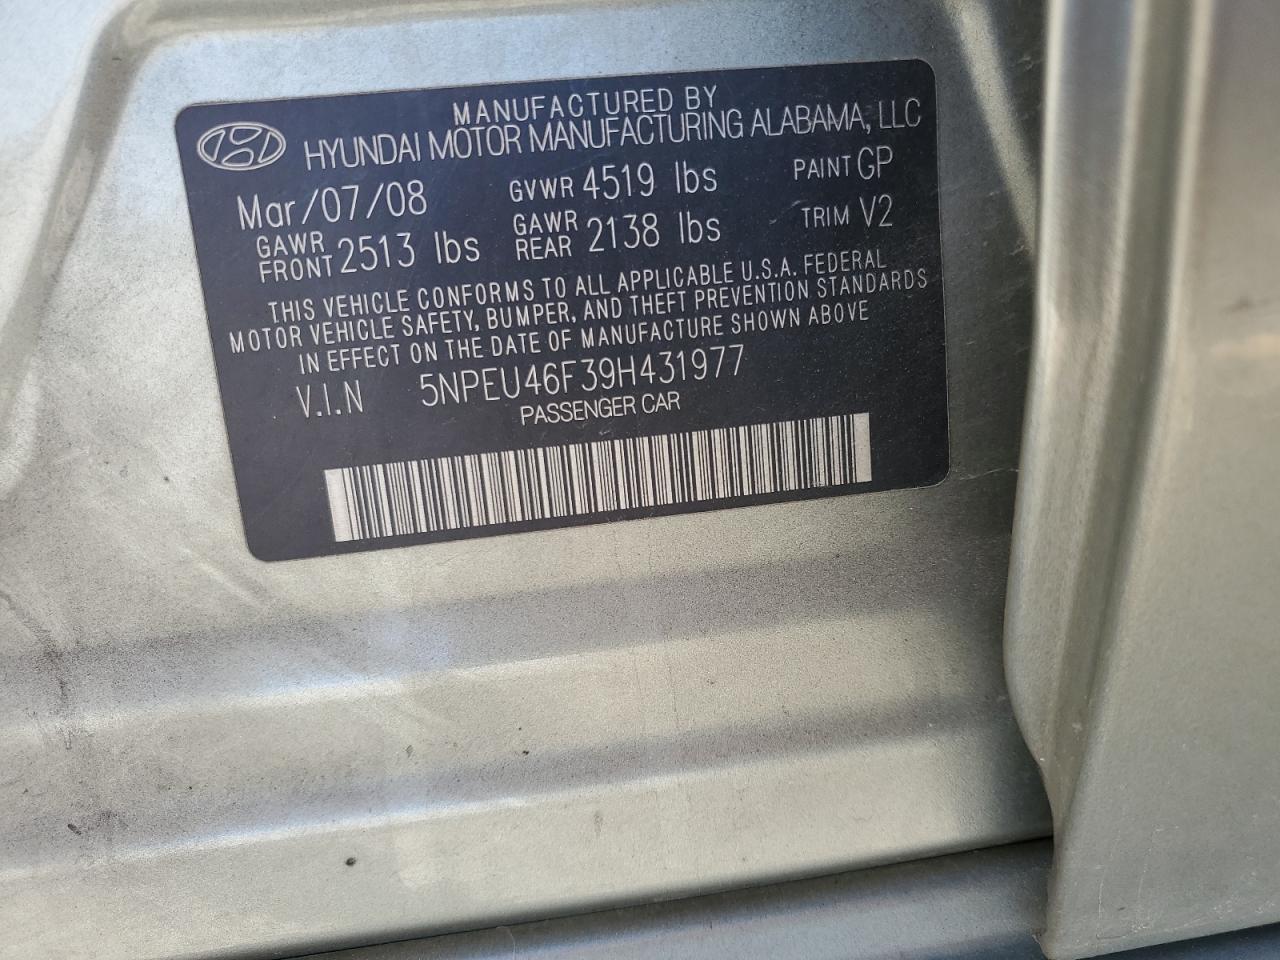 MANUFACTURED BY
HYUNDAI MOTOR MANUFACTURING ALABAMA, LLC
Mar/07/08 GVWR 4519 lbs PAINT GP
GAWR FRONT 2513 lbs GAWR REAR 2138 lbs TRIM V2
THIS VEHICLE CONFORMS TO ALL APPLICABLE U.S.A. FEDERAL
MOTOR VEHICLE SAFETY, BUMPER, AND THEFT PREVENTION STANDARDS
IN EFFECT ON THE DATE OF MANUFACTURE SHOWN ABOVE
V.I.N 5NPEU46F39H431977
PASSENGER CAR